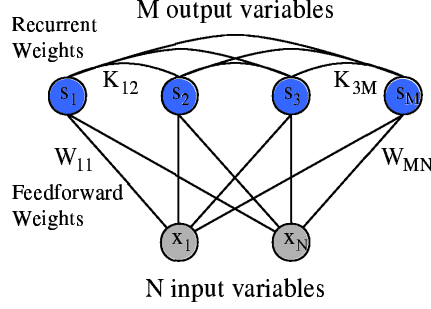 M output variables
Recurrent
Weights
K12
K3M
s1
s2
s3
sM
W11
WMN
Feedforward
Weights
x1
xN
N input variables